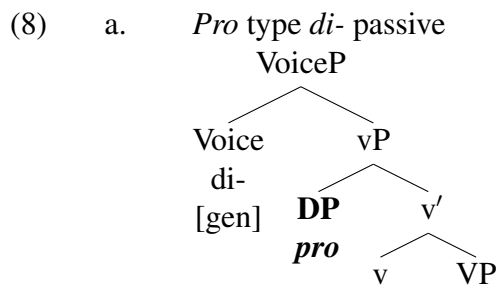 (8) a. Pro type di- passive
VoiceP
Voice vP
di- DP v′
[gen] pro
v VP